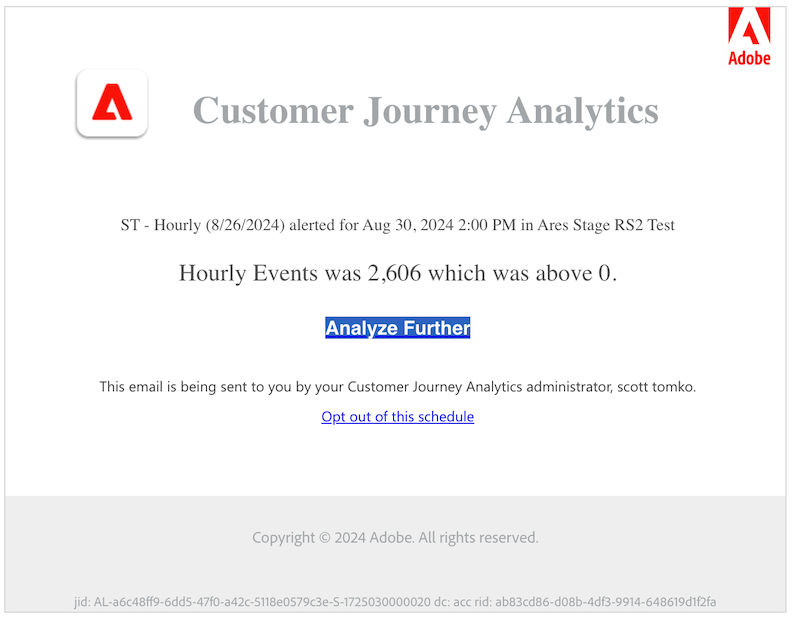 Adobe
Customer Journey Analytics
ST - Hourly (8/26/2024) alerted for Aug 30, 2024 2:00 PM in Ares Stage RS2 Test
Hourly Events was 2,606 which was above 0.
Analyze Further
This email is being sent to you by your Customer Journey Analytics administrator, scott tomko.
Opt out of this schedule
Copyright © 2024 Adobe. All rights reserved.
jid: AL-a6c48ff9-6dd5-47f0-a42c-5118e0579c3e-S-1725030000020 dc: acc rid: ab83cd86-d08b-4df3-9914-648619d1f2fa